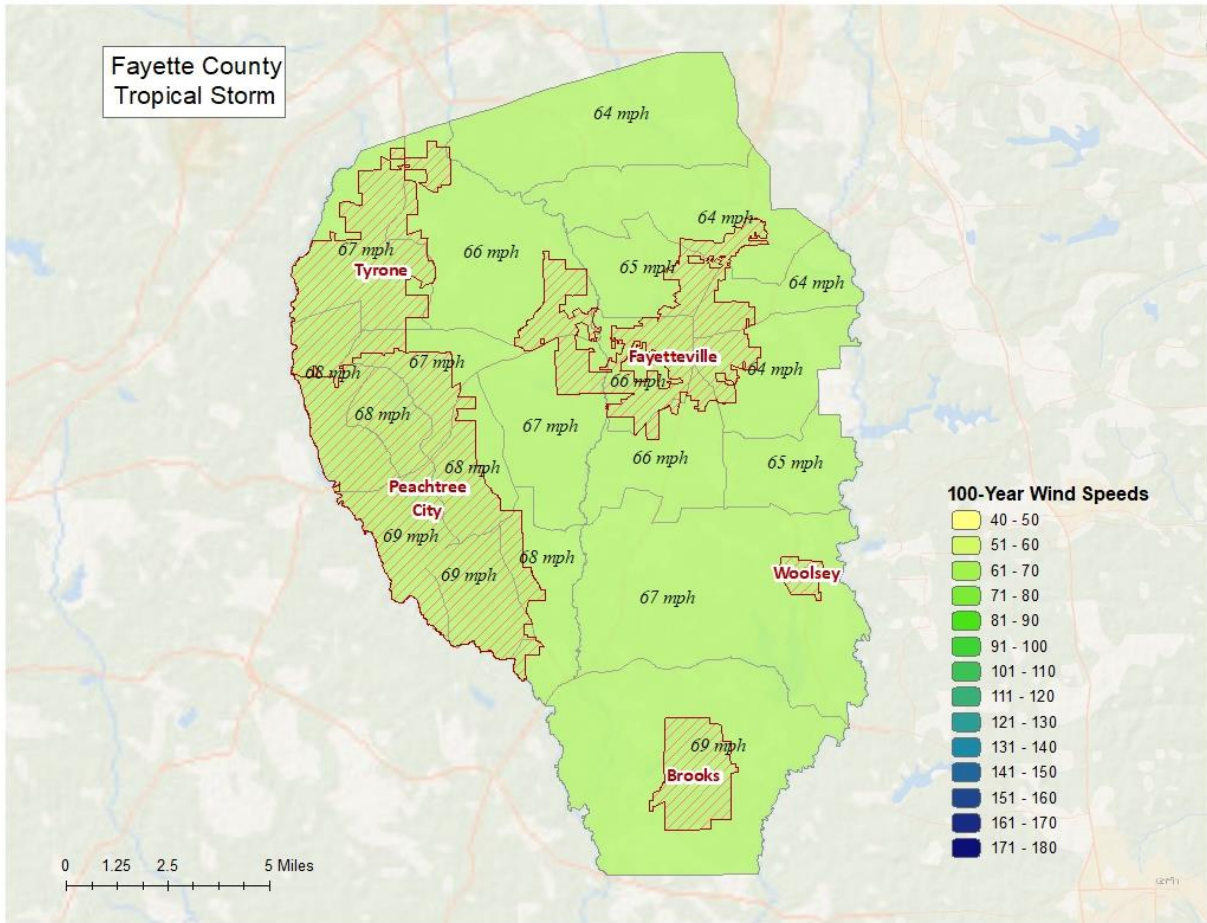 Fayette County
Tropical Storm
64 mph
64 mph
67 mph
66 mph
65 mph
64 mph
Tyrone
Fayetteville
68 mph
67 mph
66 mph
64 mph
68 mph
67 mph
68 mph
66 mph
65 mph
Peachtree
City
69 mph
68 mph
69 mph
67 mph
Woolsey
69 mph
Brooks
100-Year Wind Speeds
40 - 50
51 - 60
61 - 70
71 - 80
81 - 90
91 - 100
101 - 110
111 - 120
121 - 130
131 - 140
141 - 150
151 - 160
161 - 170
171 - 180
0 1.25 2.5 5 Miles